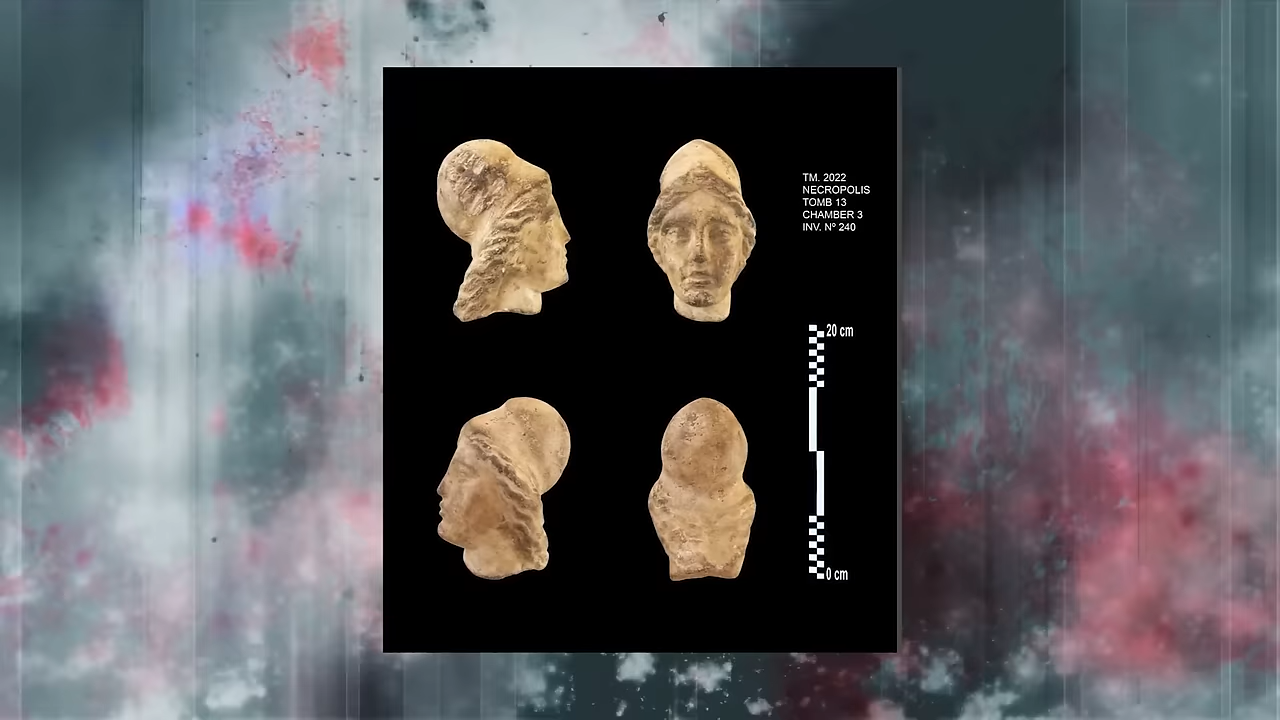 TM. 2022
NECROPOLIS
TOMB 13
CHAMBER 3
INV. Nº 240
20 cm
0 cm